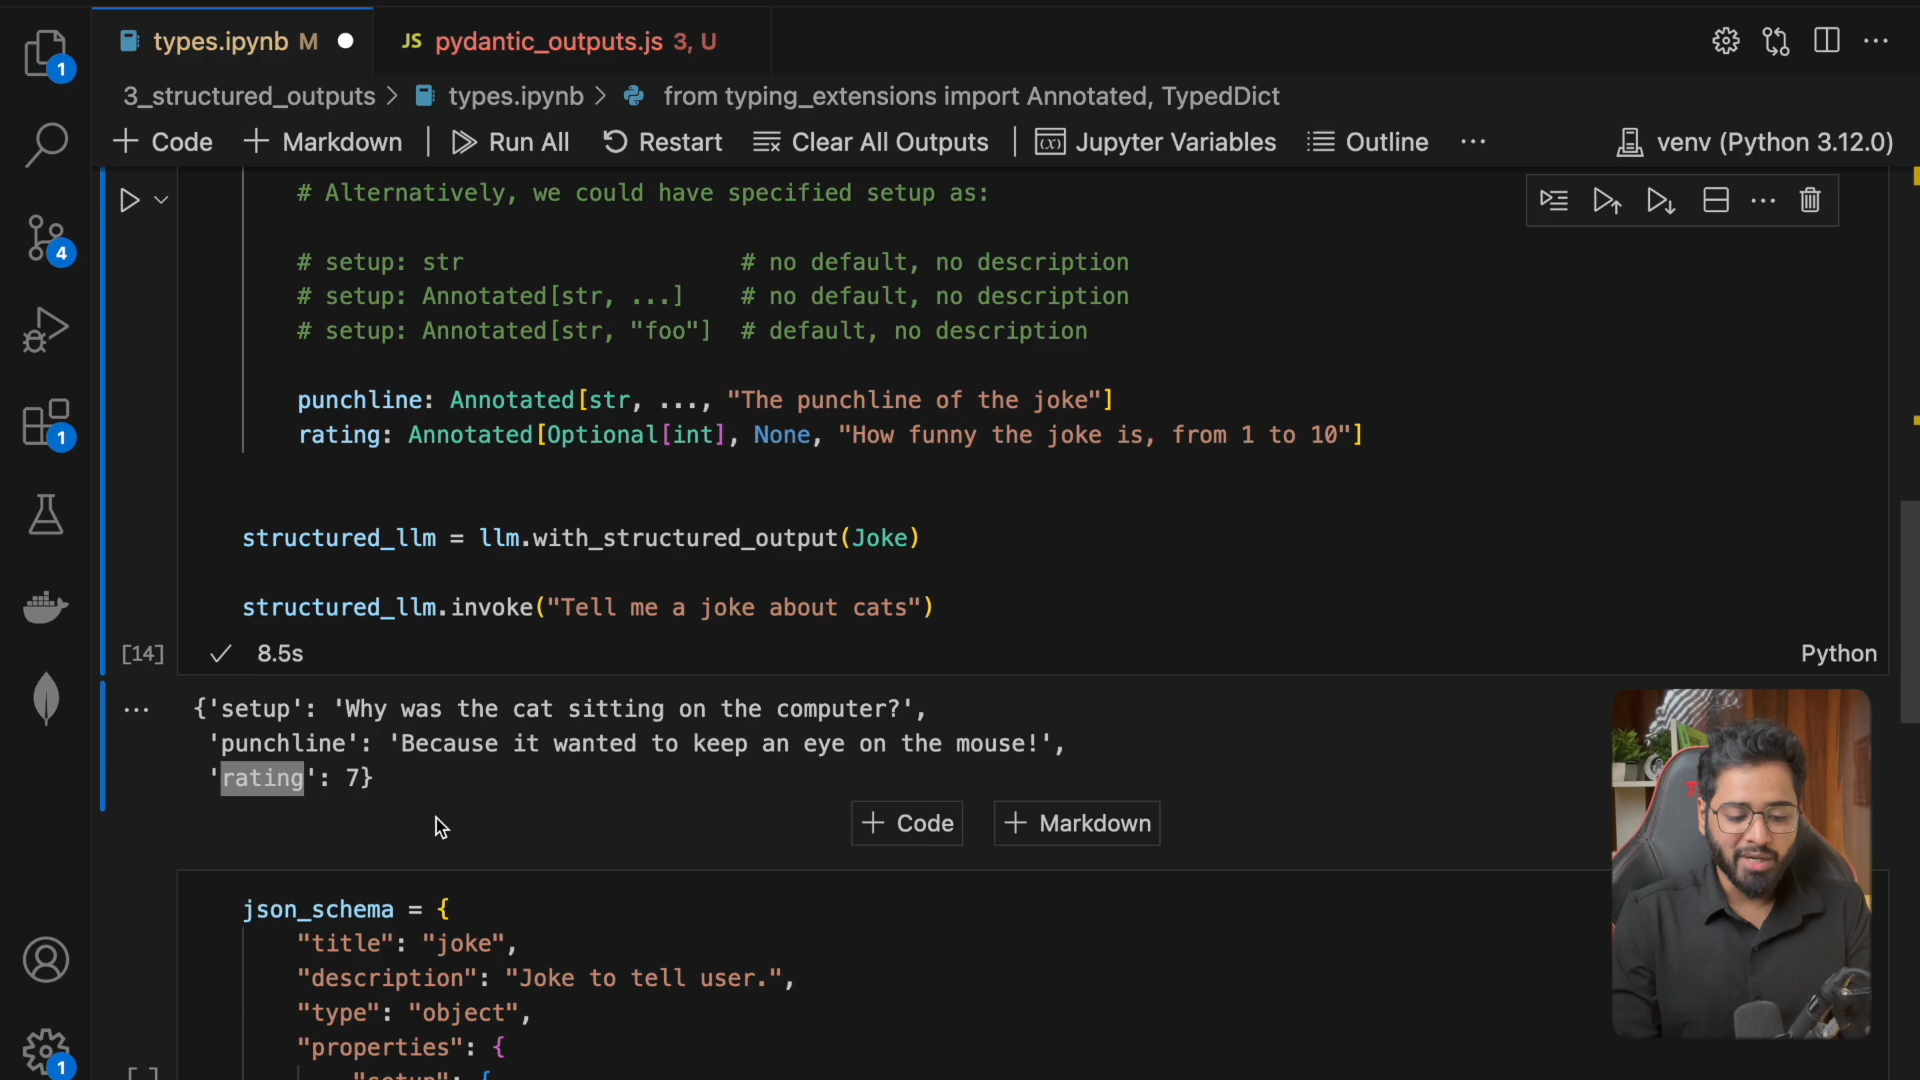 types.ipynb M
JS pydantic_outputs.js 3, U
1
3_structured_outputs > types.ipynb > from typing_extensions import Annotated, TypedDict
+ Code + Markdown | Run All Restart Clear All Outputs | Jupyter Variables Outline ... venv (Python 3.12.0)
# Alternatively, we could have specified setup as:
4
# setup: str # no default, no description
# setup: Annotated[str, ...] # no default, no description
# setup: Annotated[str, "foo"] # default, no description
punchline: Annotated[str, ..., "The punchline of the joke"]
rating: Annotated[Optional[int], None, "How funny the joke is, from 1 to 10"]
1
structured_llm = llm.with_structured_output(Joke)
structured_llm.invoke("Tell me a joke about cats")
[14] 8.5s Python
... {'setup': 'Why was the cat sitting on the computer?',
'punchline': 'Because it wanted to keep an eye on the mouse!',
'rating': 7}
+ Code + Markdown
json_schema = {
"title": "joke",
"description": "Joke to tell user.",
"type": "object",
"properties": {
1
[ ] "setup": {